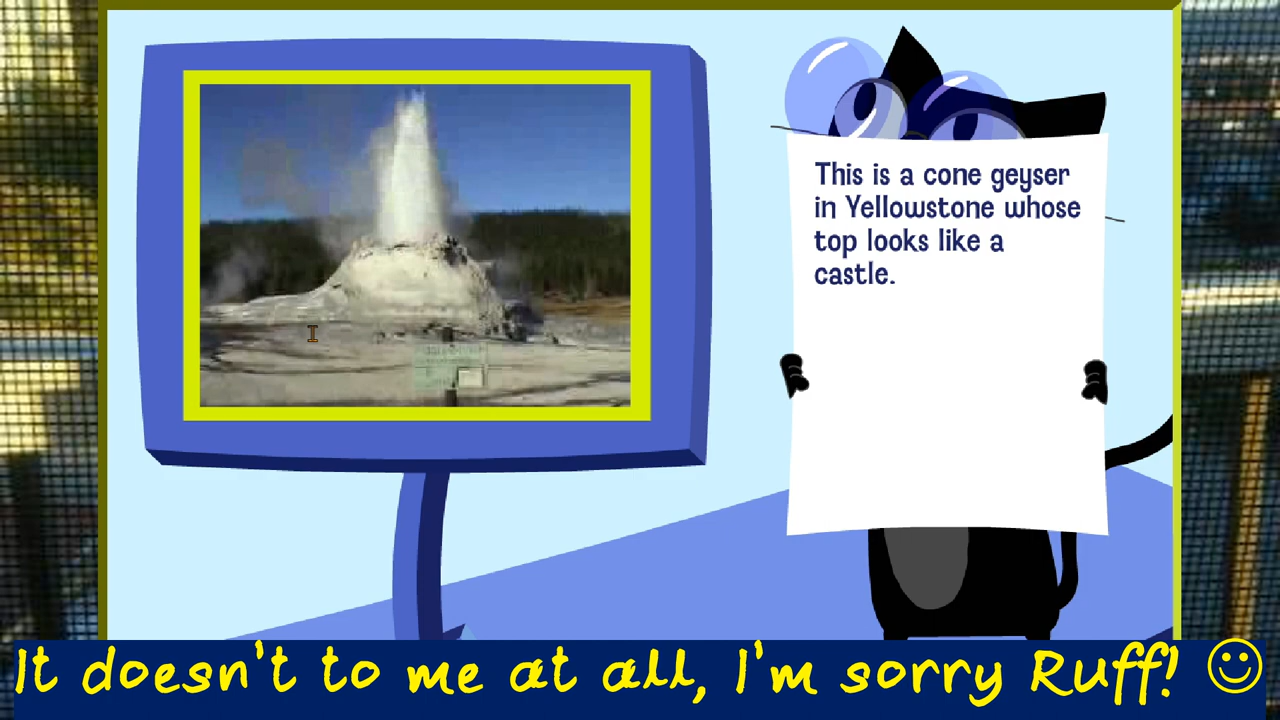 This is a cone geyser
in Yellowstone whose
top looks like a
castle.
It doesn't to me at all, I'm sorry Ruff! ☺